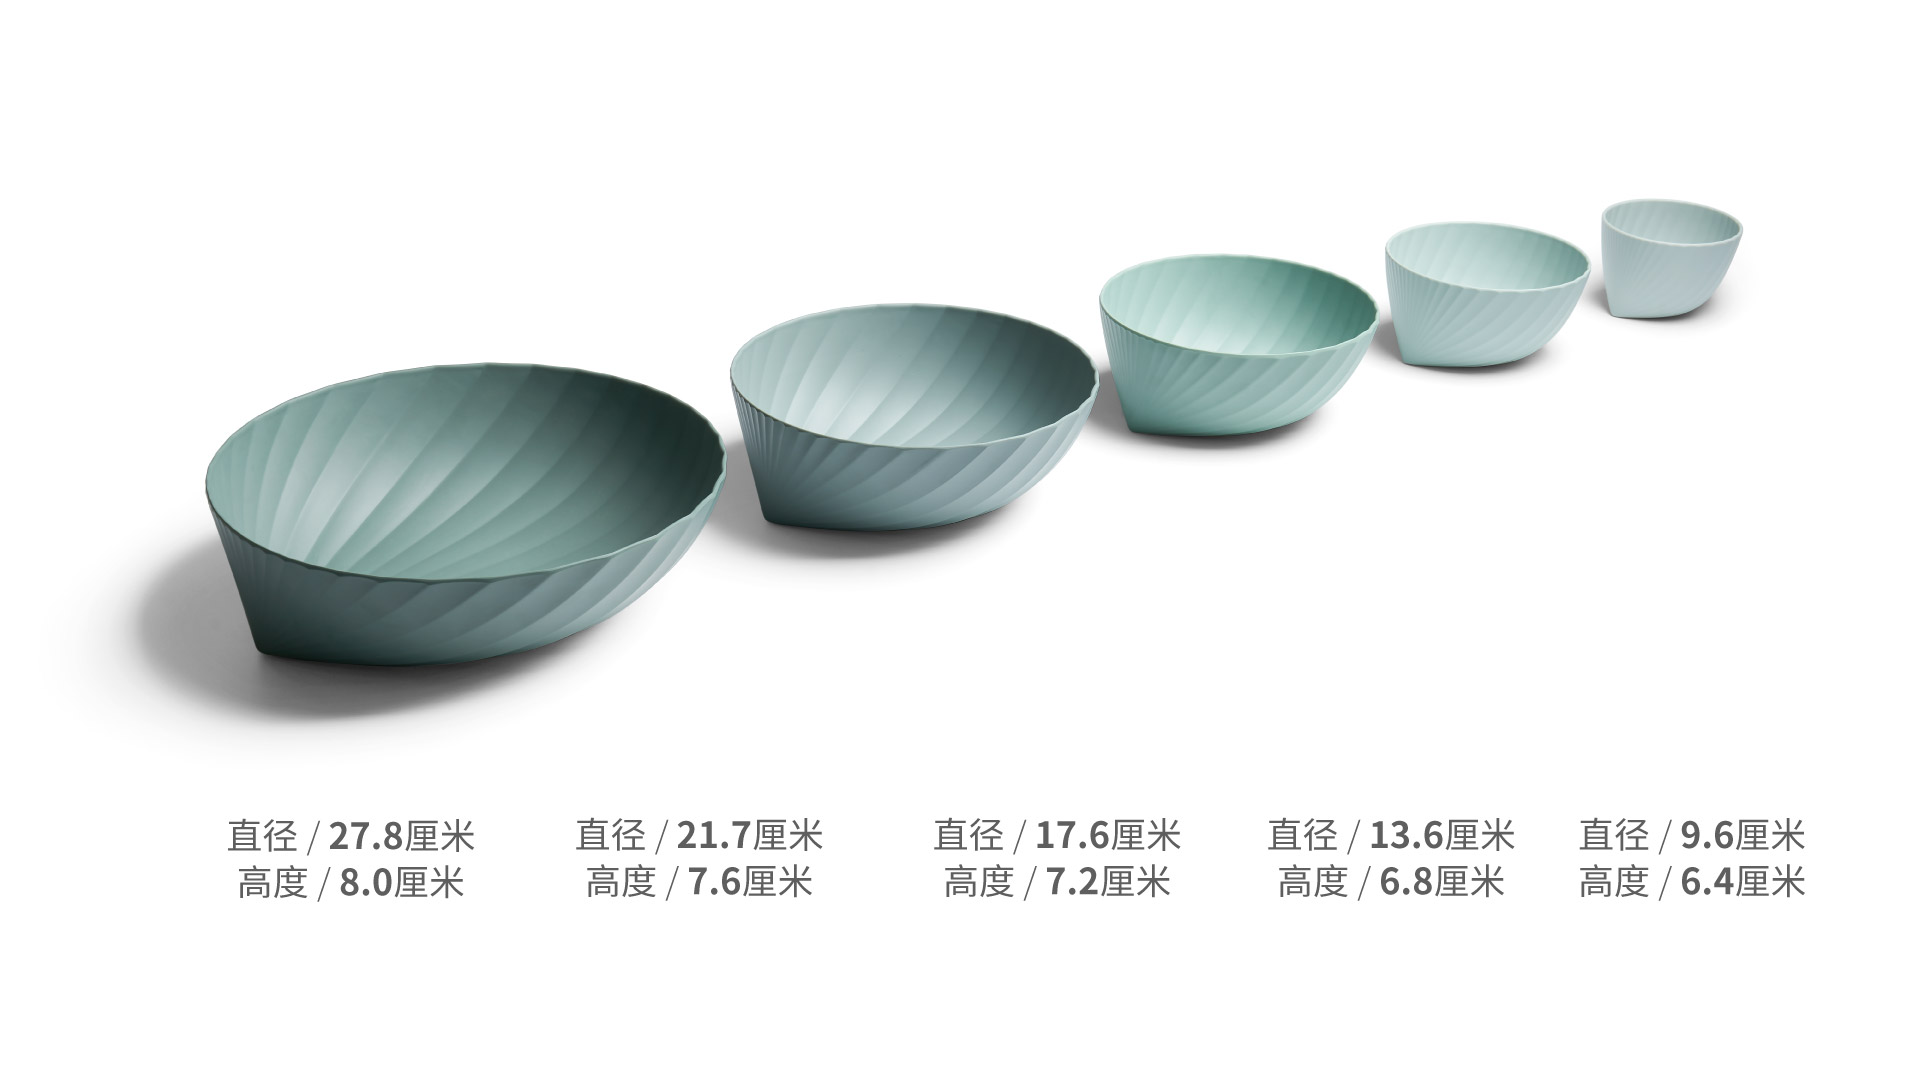 直径 / 27.8厘米
高度 / 8.0厘米
直径 / 21.7厘米
高度 / 7.6厘米
直径 / 17.6厘米
高度 / 7.2厘米
直径 / 13.6厘米
高度 / 6.8厘米
直径 / 9.6厘米
高度 / 6.4厘米